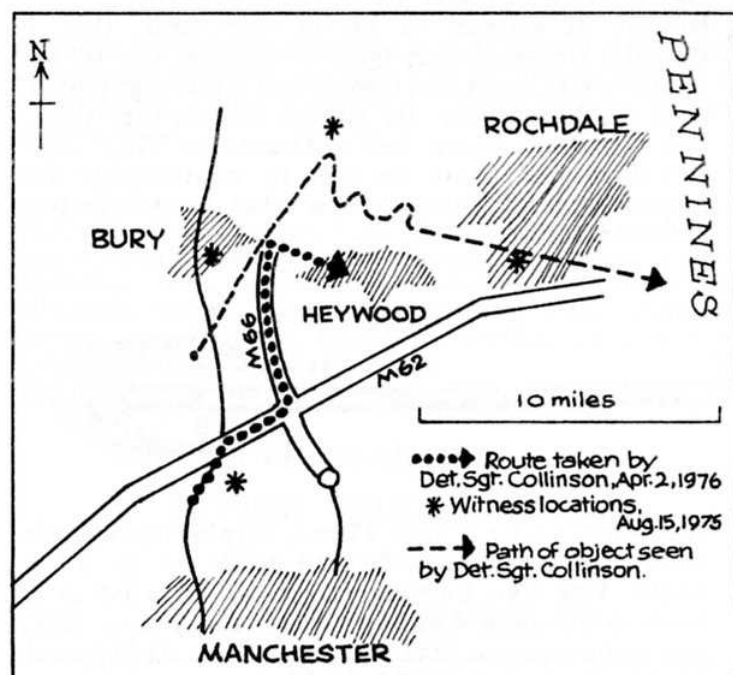 N
PENNINES
ROCHDALE
BURY
HEYWOOD
M66
M62
10 miles
Route taken by
Det. Sgt. Collinson, Apr. 2, 1976
Witness locations,
Aug. 15, 1975
Path of object seen
by Det. Sgt. Collinson.
MANCHESTER